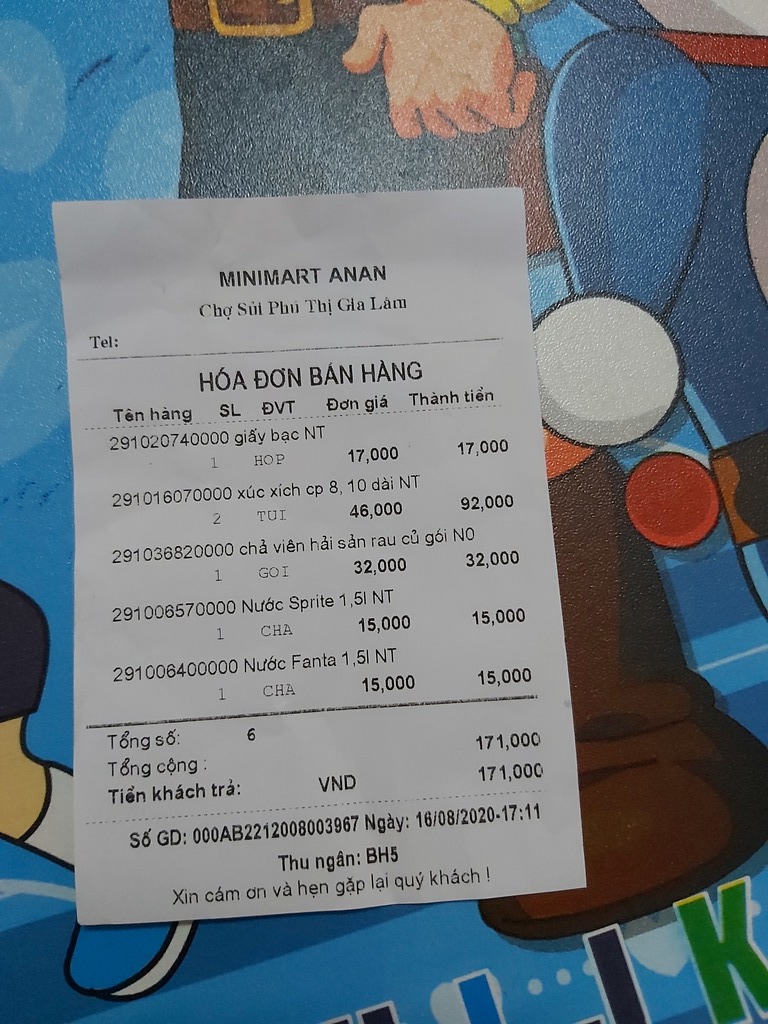 MINIMART ANAN
Chợ Sủi Phú Thị Gia Lâm
Tel:
HÓA ĐƠN BÁN HÀNG
Tên hàng SL ĐVT Đơn giá Thành tiền
291020740000 giấy bạc NT
1 HOP 17,000 17,000
291016070000 xúc xích cp 8, 10 dài NT
2 TUI 46,000 92,000
291036820000 chả viên hải sản rau củ gói N0
1 GOI 32,000 32,000
291006570000 Nước Sprite 1,5l NT
1 CHA 15,000 15,000
291006400000 Nước Fanta 1,5l NT
1 CHA 15,000 15,000
Tổng số: 6
Tổng cộng : 171,000
Tiền khách trả: VND 171,000
Số GD: 000AB2212008003967 Ngày: 16/08/2020-17:11
Thu ngân: BH5
Xin cám ơn và hẹn gặp lại quý khách !